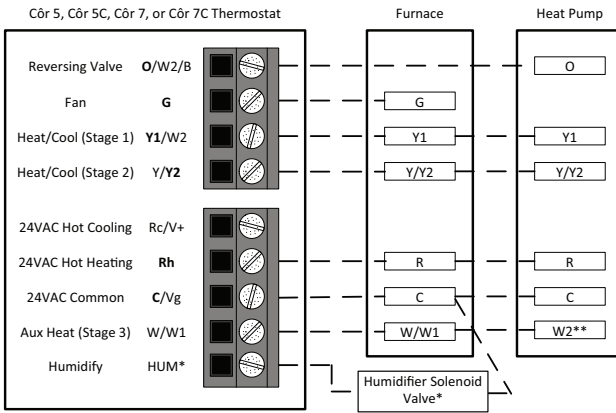 Côr 5, Côr 5C, Côr 7, or Côr 7C Thermostat Furnace Heat Pump
Reversing Valve O/W2/B O
Fan G G
Heat/Cool (Stage 1) Y1/W2 Y1 Y1
Heat/Cool (Stage 2) Y/Y2 Y/Y2 Y/Y2
24VAC Hot Cooling Rc/V+
24VAC Hot Heating Rh R R
24VAC Common C/Vg C C
Aux Heat (Stage 3) W/W1 W/W1 W2**
Humidify HUM*
Humidifier Solenoid
Valve*